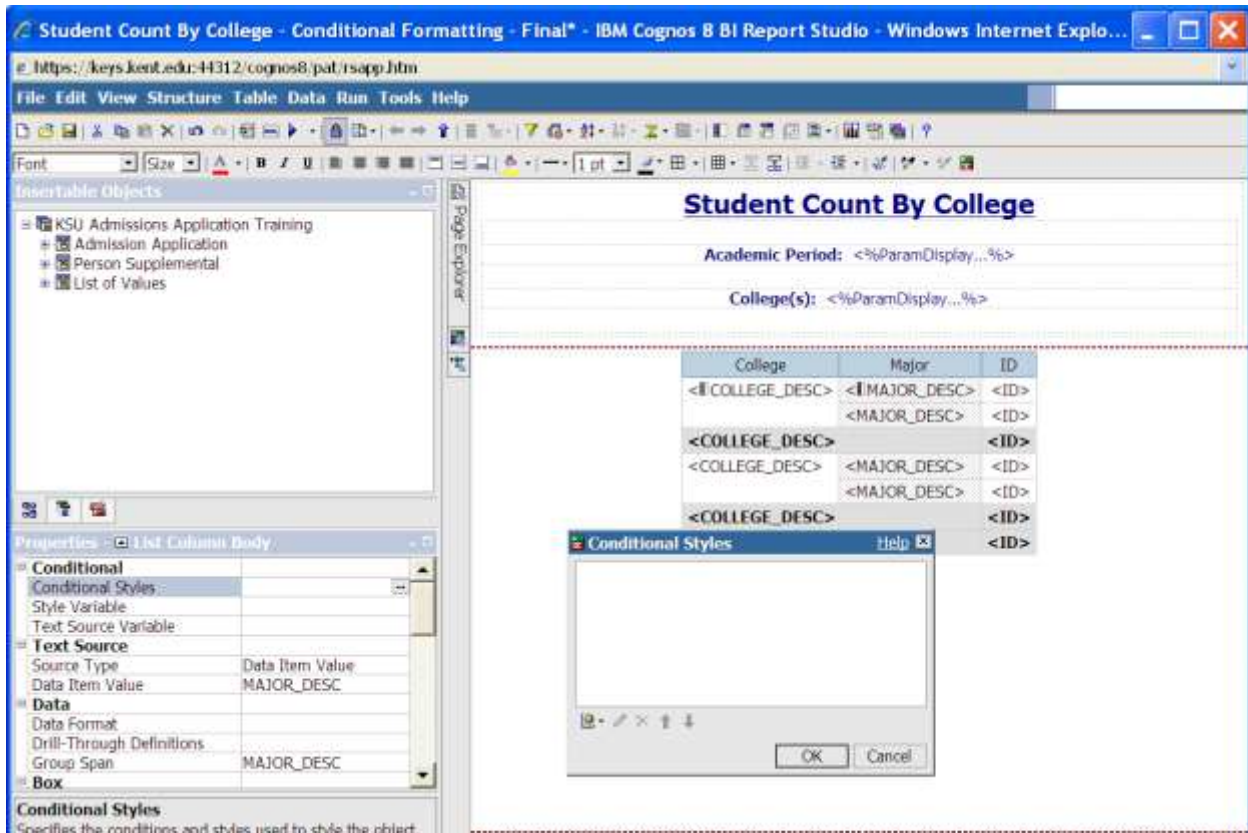 Student Count By College - Conditional Formatting - Final* - IBM Cognos 8 BI Report Studio - Windows Internet Explo...
https://keys.kent.edu:44312/cognos8/pat/rsapp.htm
File Edit View Structure Table Data Run Tools Help
Font Size 1 pt
Insertable Objects
KSU Admissions Application Training
Admission Application
Person Supplemental
List of Values
Page Explorer
Student Count By College
Academic Period: <%ParamDisplay...%>
College(s): <%ParamDisplay...%>
College Major ID
<COLLEGE_DESC> <MAJOR_DESC> <ID>
<MAJOR_DESC> <ID>
<COLLEGE_DESC> <ID>
<COLLEGE_DESC> <MAJOR_DESC> <ID>
<MAJOR_DESC> <ID>
<COLLEGE_DESC> <ID>
<ID>
Conditional Styles Help
OK Cancel
Properties - List Column Body
Conditional
Conditional Styles
Style Variable
Text Source Variable
Text Source
Source Type Data Item Value
Data Item Value MAJOR_DESC
Data
Data Format
Drill-Through Definitions
Group Span MAJOR_DESC
Box
Conditional Styles
Specifies the conditions and styles used to style the object